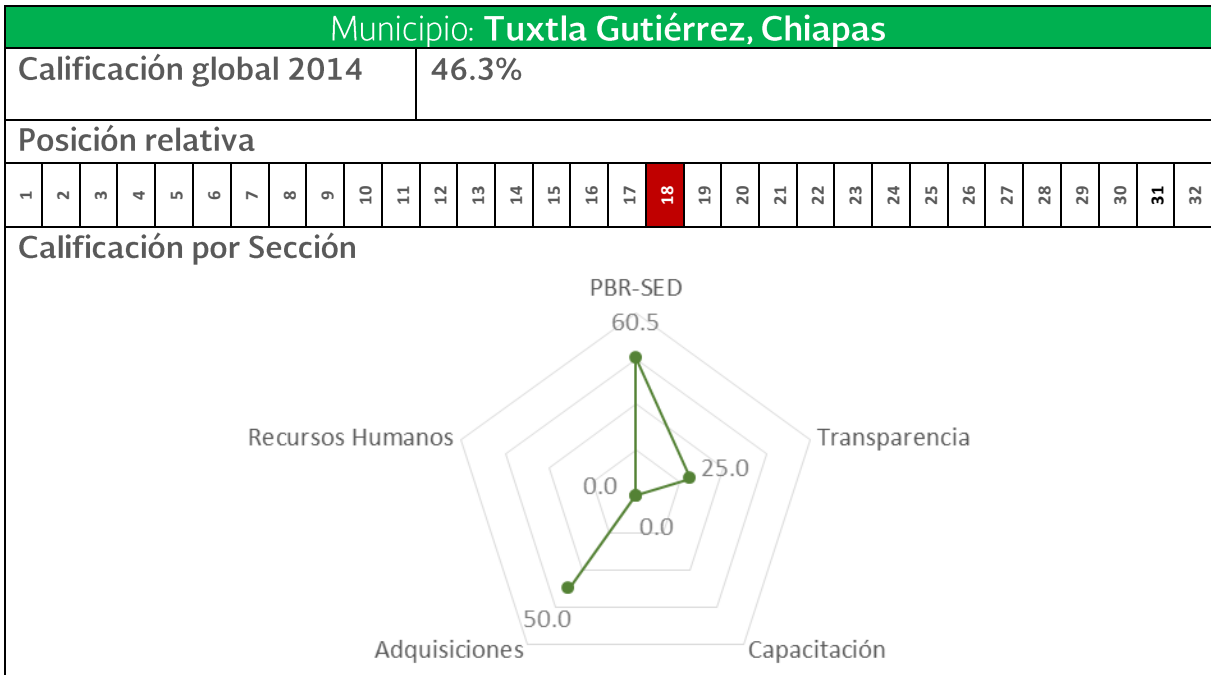 Municipio: Tuxtla Gutiérrez, Chiapas
Calificación global 2014 46.3%
Posición relativa
1 2 3 4 5 6 7 8 9 10 11 12 13 14 15 16 17 18 19 20 21 22 23 24 25 26 27 28 29 30 31 32
Calificación por Sección
PBR-SED
60.5
Recursos Humanos
Transparencia
25.0
0.0
0.0
50.0
Adquisiciones
Capacitación